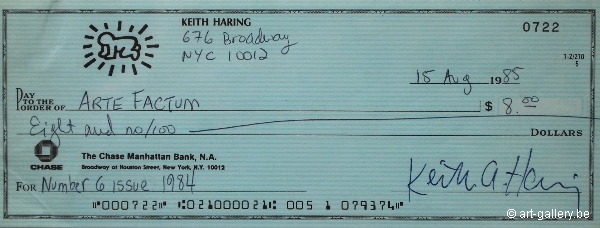 KEITH HARING
0722
676 Broadway
NYC 10012
1-2/210
5
15 Aug 1985
PAY TO THE ORDER OF ARTE FACTUM $ 8.00
Eight and no/100 DOLLARS
CHASE
The Chase Manhattan Bank, N.A.
Broadway at Houston Street, New York, N.Y. 10012
FOR Number 6 issue 1984
Keith A Haring
⑈000722⑈ ⑆021000021⑆ 005 1 079374⑈
© art-gallery.be